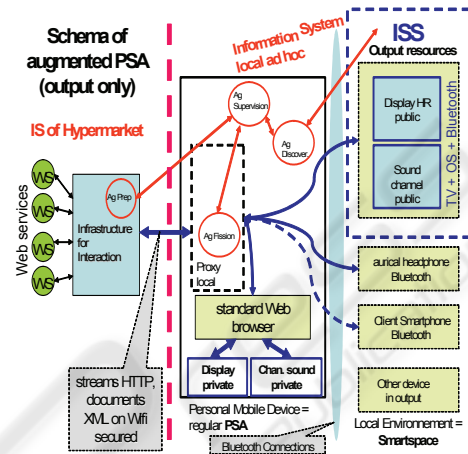 Schema of
augmented PSA
(output only)
IS of Hypermarket
Web services
WS
WS
WS
WS
Ag Prep
Infrastructure
for
Interaction
streams HTTP,
documents
XML on Wifi
secured
Information System
local ad hoc
Ag
Supervision
Ag
Discover
Ag Fission
Proxy
local
standard Web
browser
Display
private
Chan. sound
private
Personal Mobile Device =
regular PSA
Bluetooth Connections
ISS
Output resources
Display HR
public
Sound
channel
public
TV + OS + Bluetooth
aurical headphone
Bluetooth
Client Smartphone
Bluetooth
Other device
in output
Local Environnement =
Smartspace